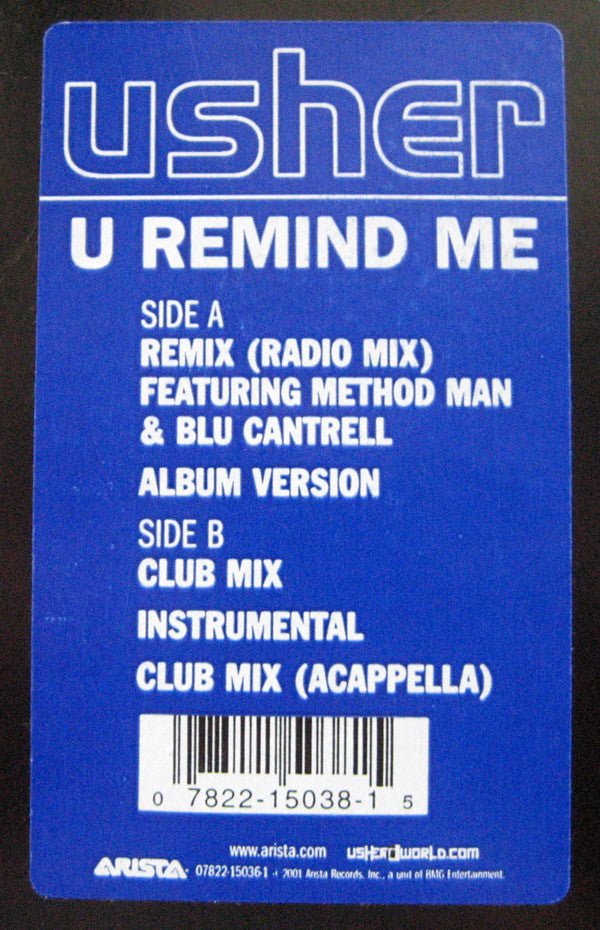 usher
U REMIND ME
SIDE A
REMIX (RADIO MIX)
FEATURING METHOD MAN
& BLU CANTRELL
ALBUM VERSION
SIDE B
CLUB MIX
INSTRUMENTAL
CLUB MIX (ACAPPELLA)
0 7822-15038-1 5
www.arista.com usherworld.com
ARISTA. 07822-15036-1 ℗ 2001 Arista Records, Inc., a unit of BMG Entertainment.